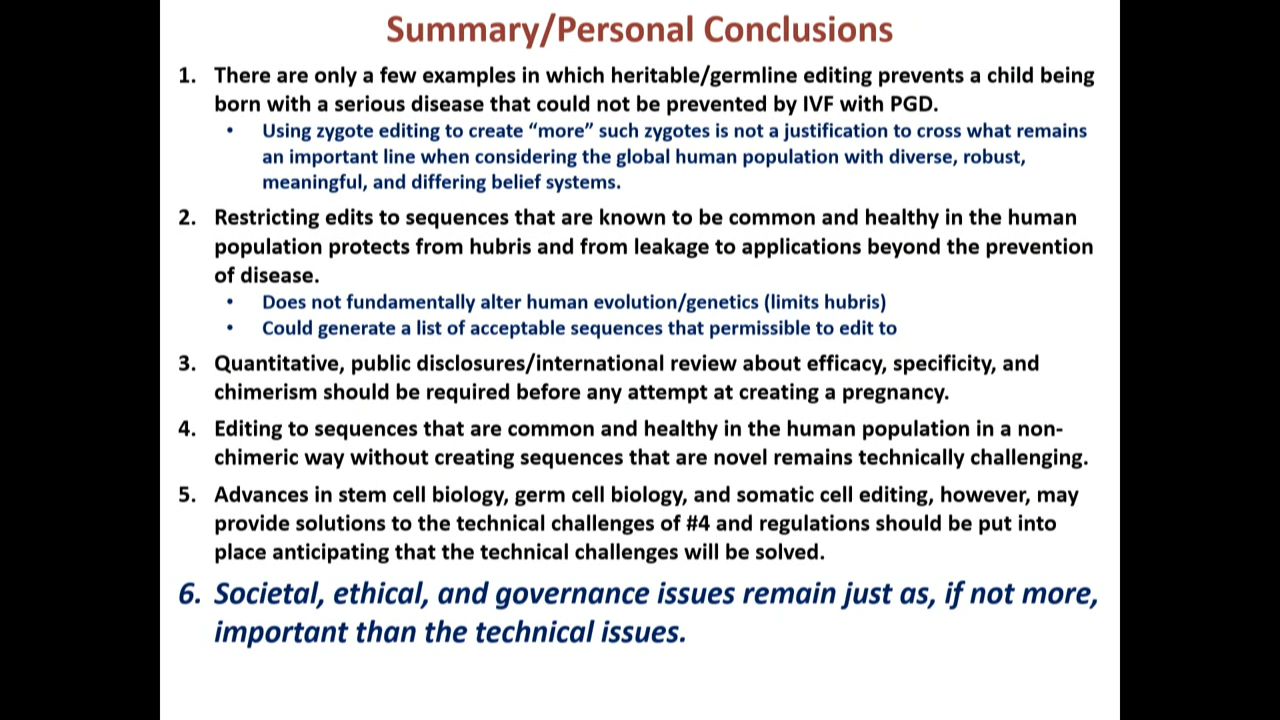 Summary/Personal Conclusions
1. There are only a few examples in which heritable/germline editing prevents a child being
born with a serious disease that could not be prevented by IVF with PGD.
• Using zygote editing to create “more” such zygotes is not a justification to cross what remains
an important line when considering the global human population with diverse, robust,
meaningful, and differing belief systems.
2. Restricting edits to sequences that are known to be common and healthy in the human
population protects from hubris and from leakage to applications beyond the prevention
of disease.
• Does not fundamentally alter human evolution/genetics (limits hubris)
• Could generate a list of acceptable sequences that permissible to edit to
3. Quantitative, public disclosures/international review about efficacy, specificity, and
chimerism should be required before any attempt at creating a pregnancy.
4. Editing to sequences that are common and healthy in the human population in a non-
chimeric way without creating sequences that are novel remains technically challenging.
5. Advances in stem cell biology, germ cell biology, and somatic cell editing, however, may
provide solutions to the technical challenges of #4 and regulations should be put into
place anticipating that the technical challenges will be solved.
6. Societal, ethical, and governance issues remain just as, if not more,
important than the technical issues.